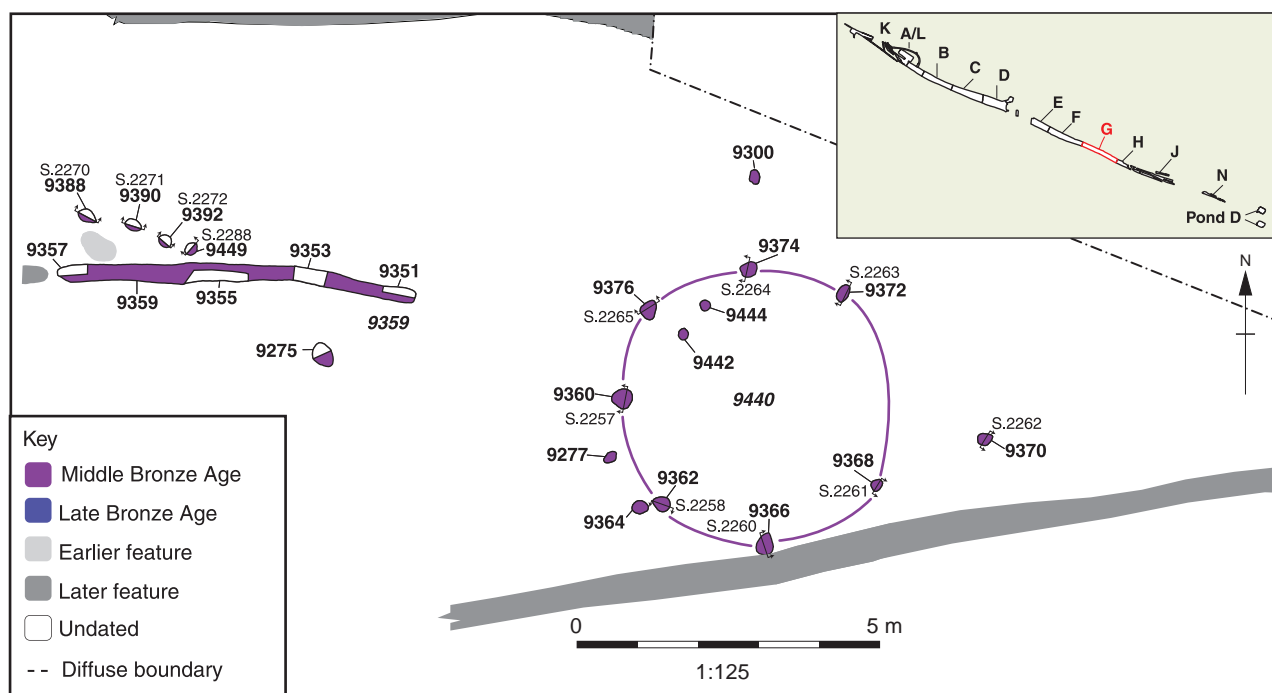 K
A/L
B
C
D
E
F
G
H
J
N
Pond D
N
9300
S.2270
9388
S.2271
9390
S.2272
9392
S.2288
9449
9357
9353
9351
9359
9355
9359
9275
9374
S.2264
S.2263
9372
9376
S.2265
9444
9442
9360
S.2257
9440
9277
9362
S.2258
9364
9368
S.2261
9366
S.2260
S.2262
9370
Key
Middle Bronze Age
Late Bronze Age
Earlier feature
Later feature
Undated
Diffuse boundary
0 5 m
1:125